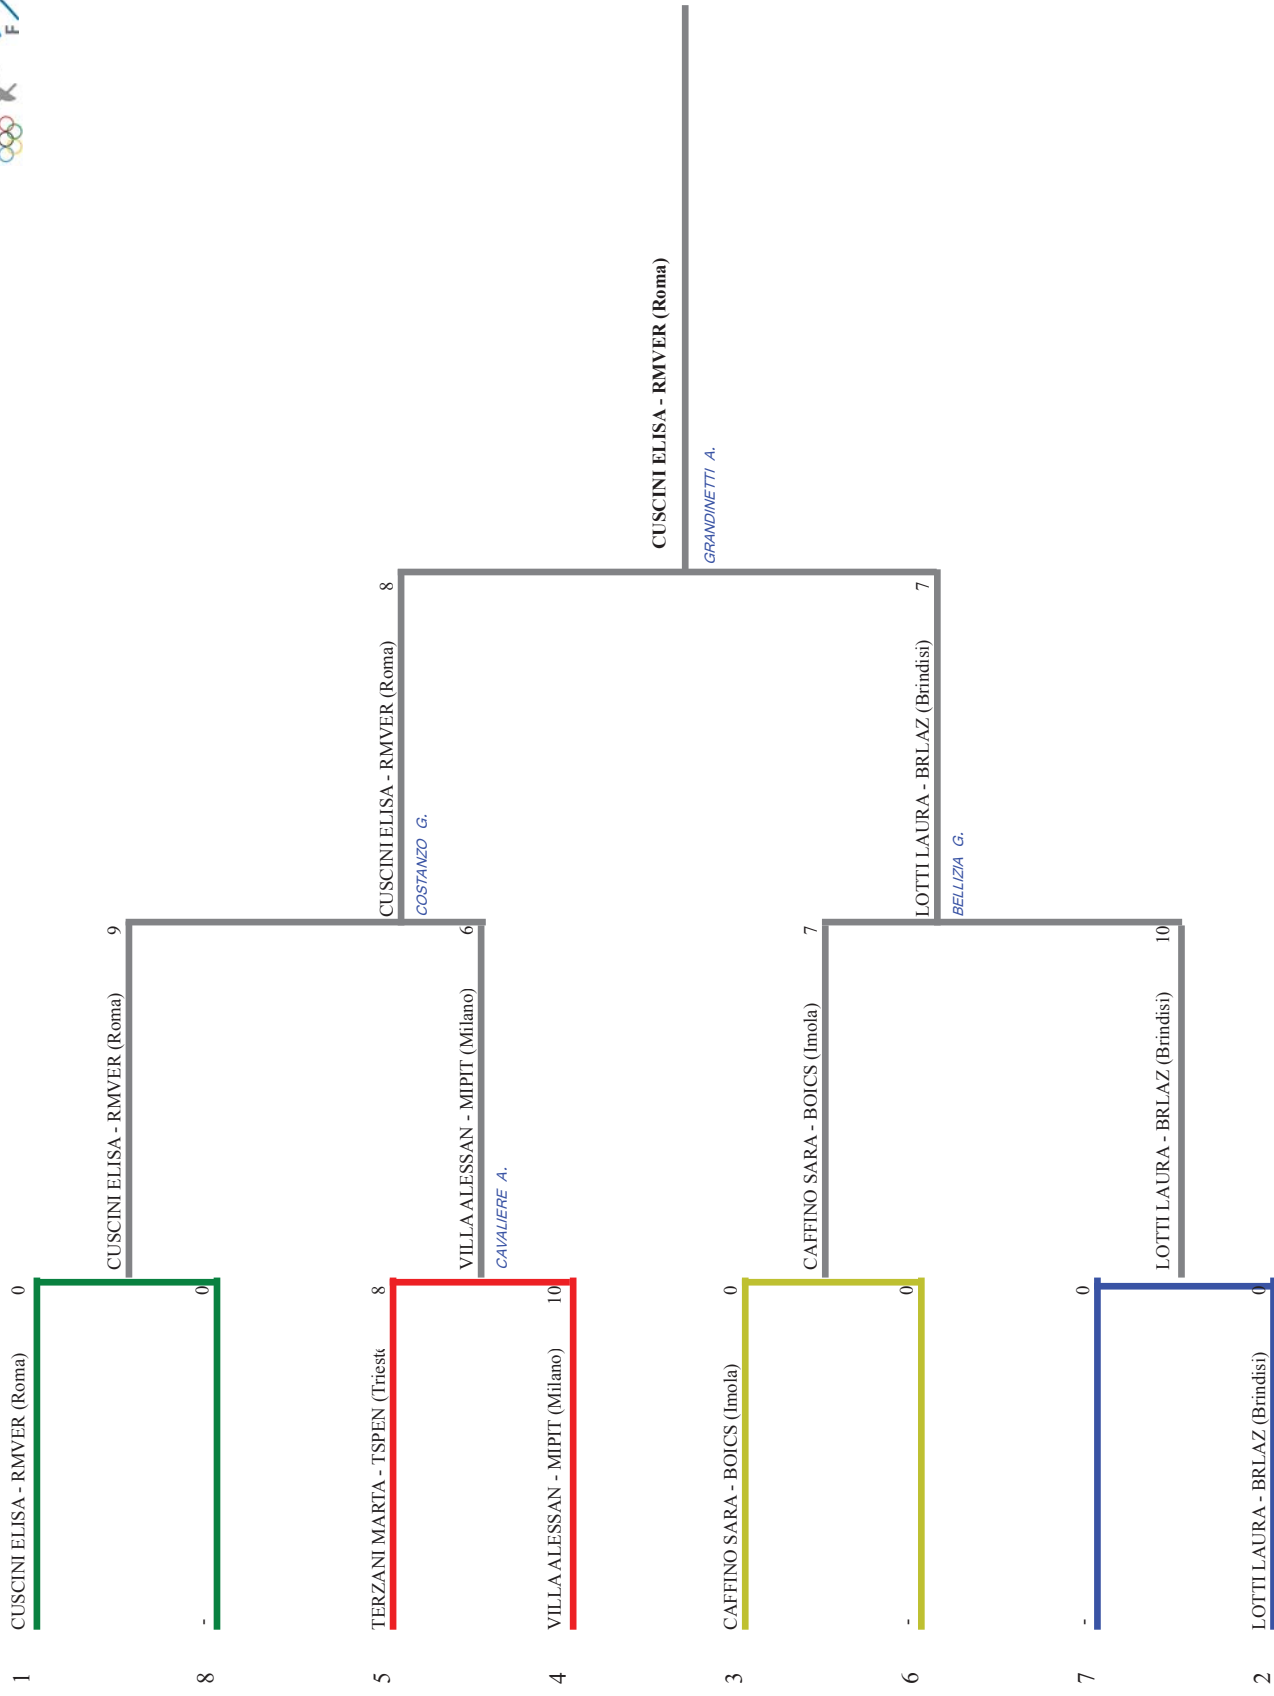 F
1
CUSCINI ELISA - RMVER (Roma)
0
8
-
0
5
TERZANI MARTA - TSPEN (Trieste
8
4
VILLA ALESSAN - MIPIT (Milano)
10
3
CAFFINO SARA - BOICS (Imola)
0
6
-
0
7
-
0
2
LOTTI LAURA - BRLAZ (Brindisi)
0
CUSCINI ELISA - RMVER (Roma)
9
VILLA ALESSAN - MIPIT (Milano)
6
CAVALIERE A.
CAFFINO SARA - BOICS (Imola)
7
LOTTI LAURA - BRLAZ (Brindisi)
10
CUSCINI ELISA - RMVER (Roma)
8
COSTANZO G.
LOTTI LAURA - BRLAZ (Brindisi)
7
BELLIZIA G.
CUSCINI ELISA - RMVER (Roma)
GRANDINETTI A.